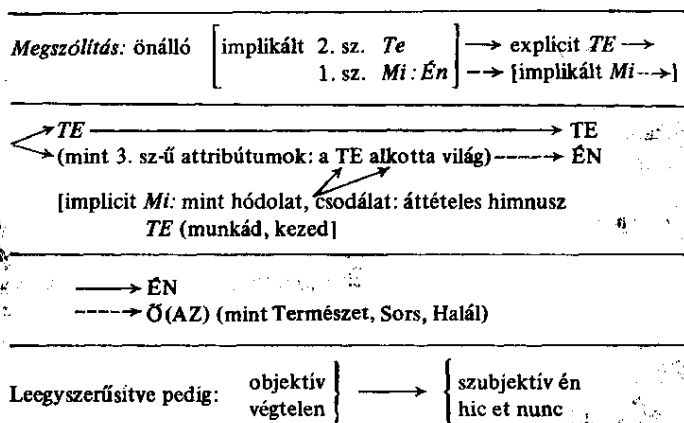 Megszólítás: önálló [implikált 2. sz. Te] → explicit TE →
1. sz. Mi: Én] --→ [implikált Mi --→]
TE → TE
(mint 3. sz-ű attribútumok: a TE alkotta világ) --→ ÉN
[implicit Mi: mint hódolat, csodálat: áttételes himnusz
TE (munkád, kezed]
→ ÉN
--→ Ő(AZ) (mint Természet, Sors, Halál)
Leegyszerűsitve pedig: objektív } → { szubjektív én
végtelen } { hic et nunc